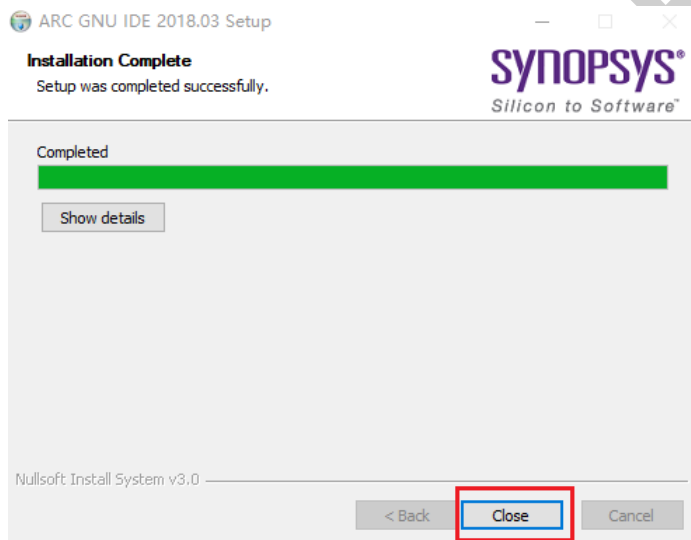 ARC GNU IDE 2018.03 Setup
Installation Complete
Setup was completed successfully.
SYNOPSYS®
Silicon to Software™
Completed
Show details
Nullsoft Install System v3.0
< Back
Close
Cancel